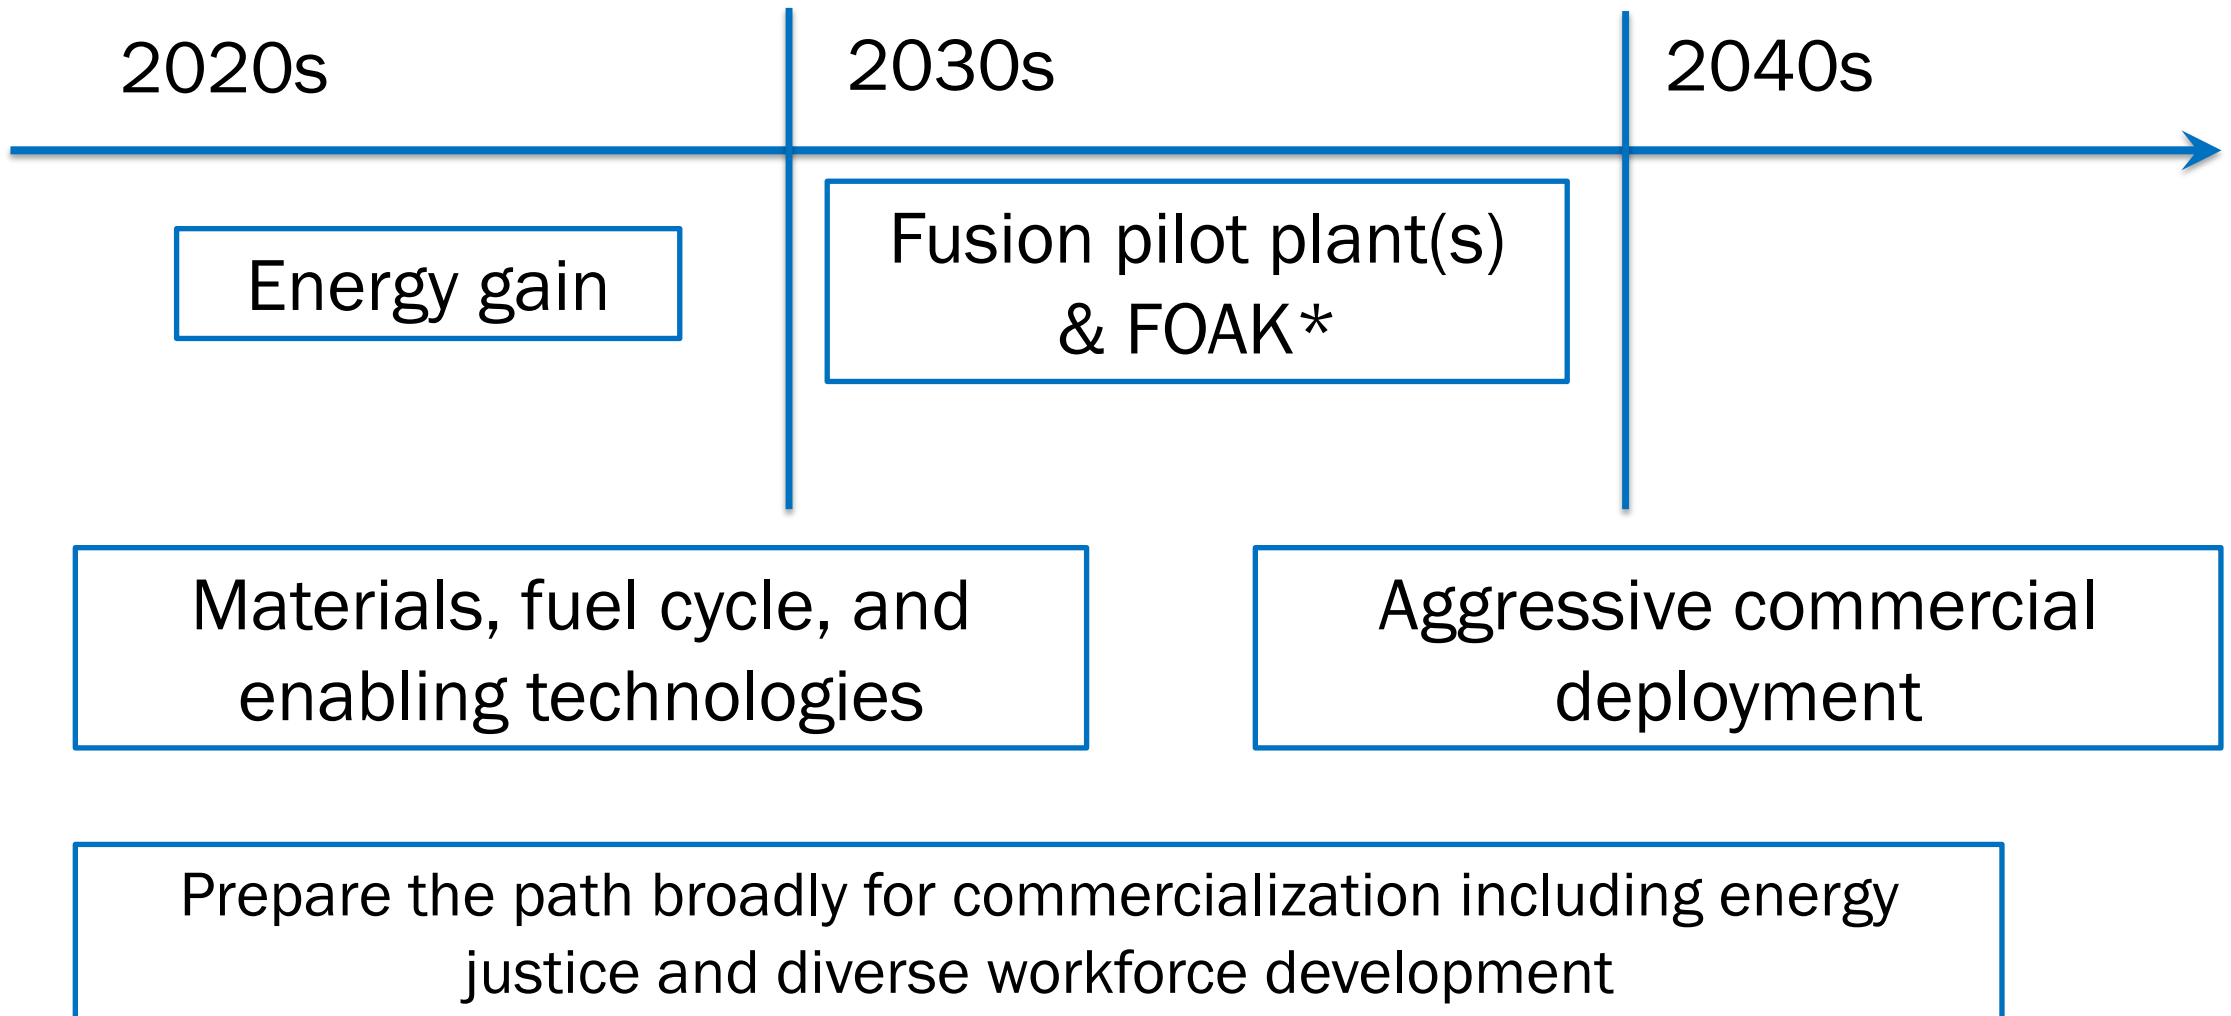 2020s
2030s
2040s
Energy gain
Fusion pilot plant(s)
& FOAK*
Materials, fuel cycle, and
enabling technologies
Aggressive commercial
deployment
Prepare the path broadly for commercialization including energy
justice and diverse workforce development